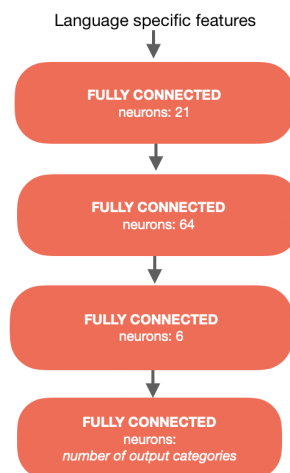 Language specific features
FULLY CONNECTED
neurons: 21
FULLY CONNECTED
neurons: 64
FULLY CONNECTED
neurons: 6
FULLY CONNECTED
neurons:
number of output categories